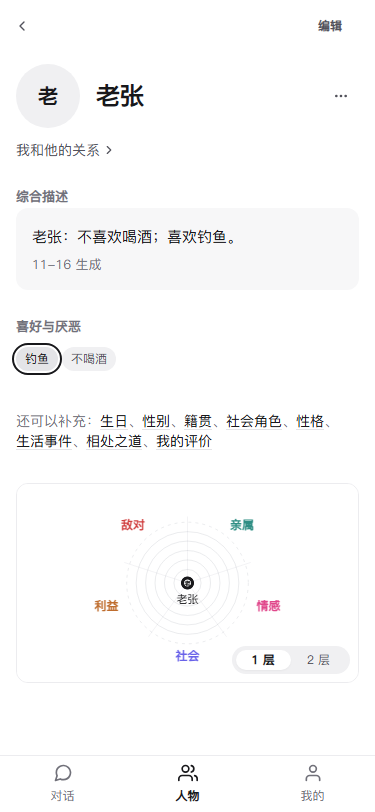 编辑
老
老张
我和他的关系
综合描述
老张：不喜欢喝酒；喜欢钓鱼。
11-16 生成
喜好与厌恶
钓鱼 不喝酒
还可以补充：生日、性别、籍贯、社会角色、性格、
生活事件、相处之道、我的评价
敌对 亲属
老张
利益 情感
社会
1 层 2 层
对话 人物 我的